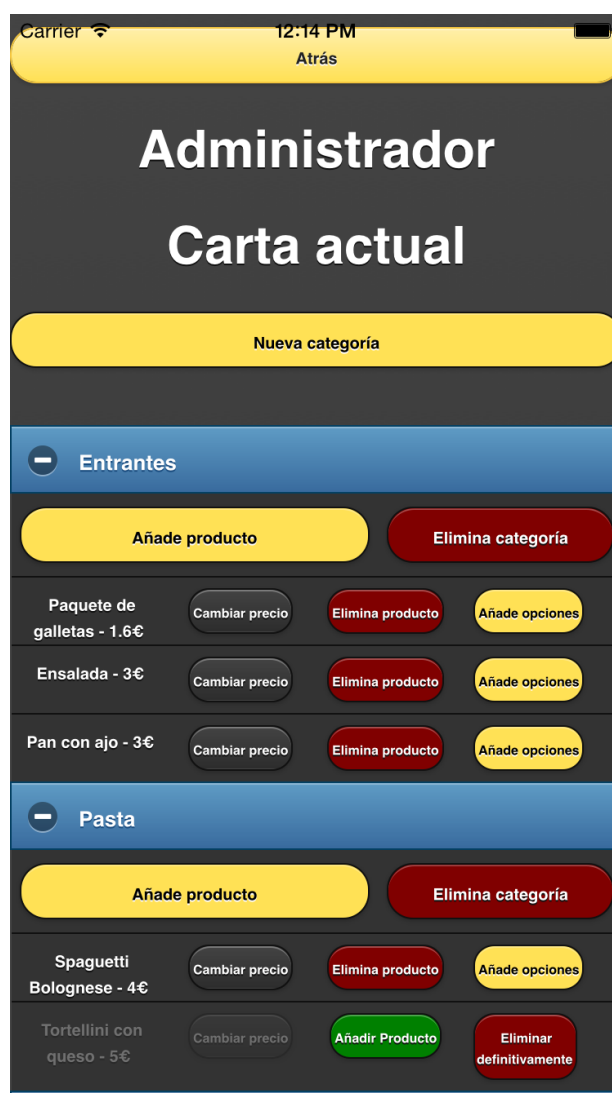 Carrier 12:14 PM
Atrás
Administrador
Carta actual
Nueva categoría
Entrantes
Añade producto Elimina categoría
Paquete de
galletas - 1.6€ Cambiar precio Elimina producto Añade opciones
Ensalada - 3€ Cambiar precio Elimina producto Añade opciones
Pan con ajo - 3€ Cambiar precio Elimina producto Añade opciones
Pasta
Añade producto Elimina categoría
Spaguetti
Bolognese - 4€ Cambiar precio Elimina producto Añade opciones
Tortellini con
queso - 5€ Cambiar precio Añadir Producto Eliminar
definitivamente